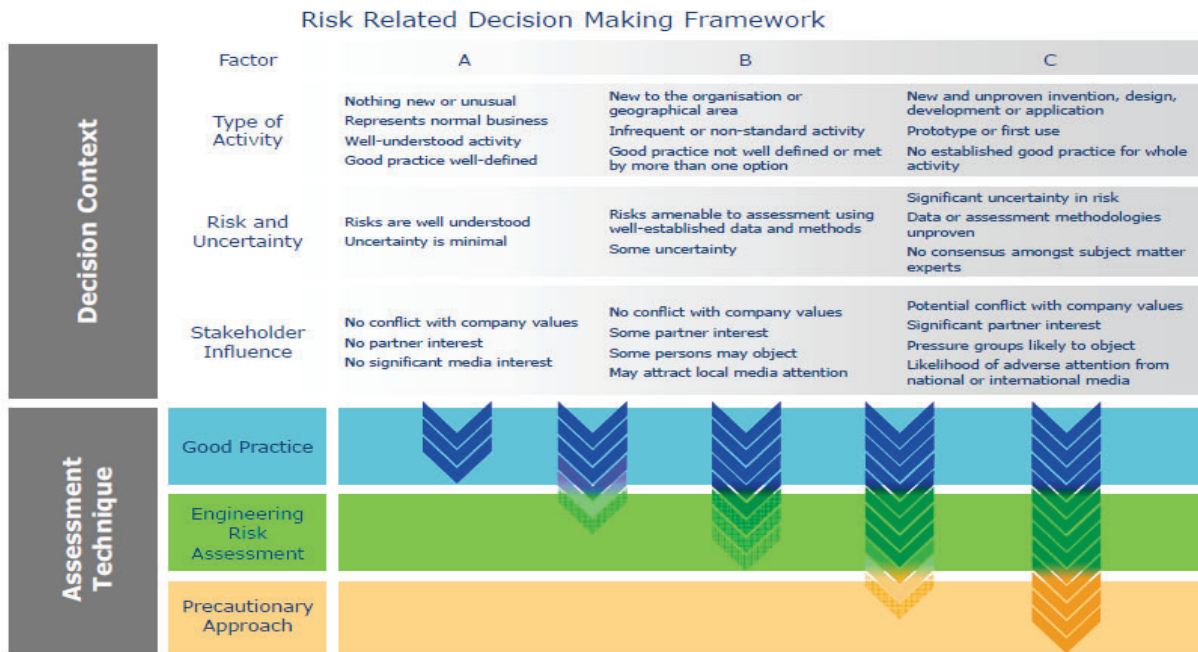 Risk Related Decision Making Framework
Decision Context
Factor
A
B
C
Type of
Activity
Nothing new or unusual
Represents normal business
Well-understood activity
Good practice well-defined
New to the organisation or
geographical area
Infrequent or non-standard activity
Good practice not well defined or met
by more than one option
New and unproven invention, design,
development or application
Prototype or first use
No established good practice for whole
activity
Risk and
Uncertainty
Risks are well understood
Uncertainty is minimal
Risks amenable to assessment using
well-established data and methods
Some uncertainty
Significant uncertainty in risk
Data or assessment methodologies
unproven
No consensus amongst subject matter
experts
Stakeholder
Influence
No conflict with company values
No partner interest
No significant media interest
No conflict with company values
Some partner interest
Some persons may object
May attract local media attention
Potential conflict with company values
Significant partner interest
Pressure groups likely to object
Likelihood of adverse attention from
national or international media
Assessment
Technique
Good Practice
Engineering
Risk
Assessment
Precautionary
Approach